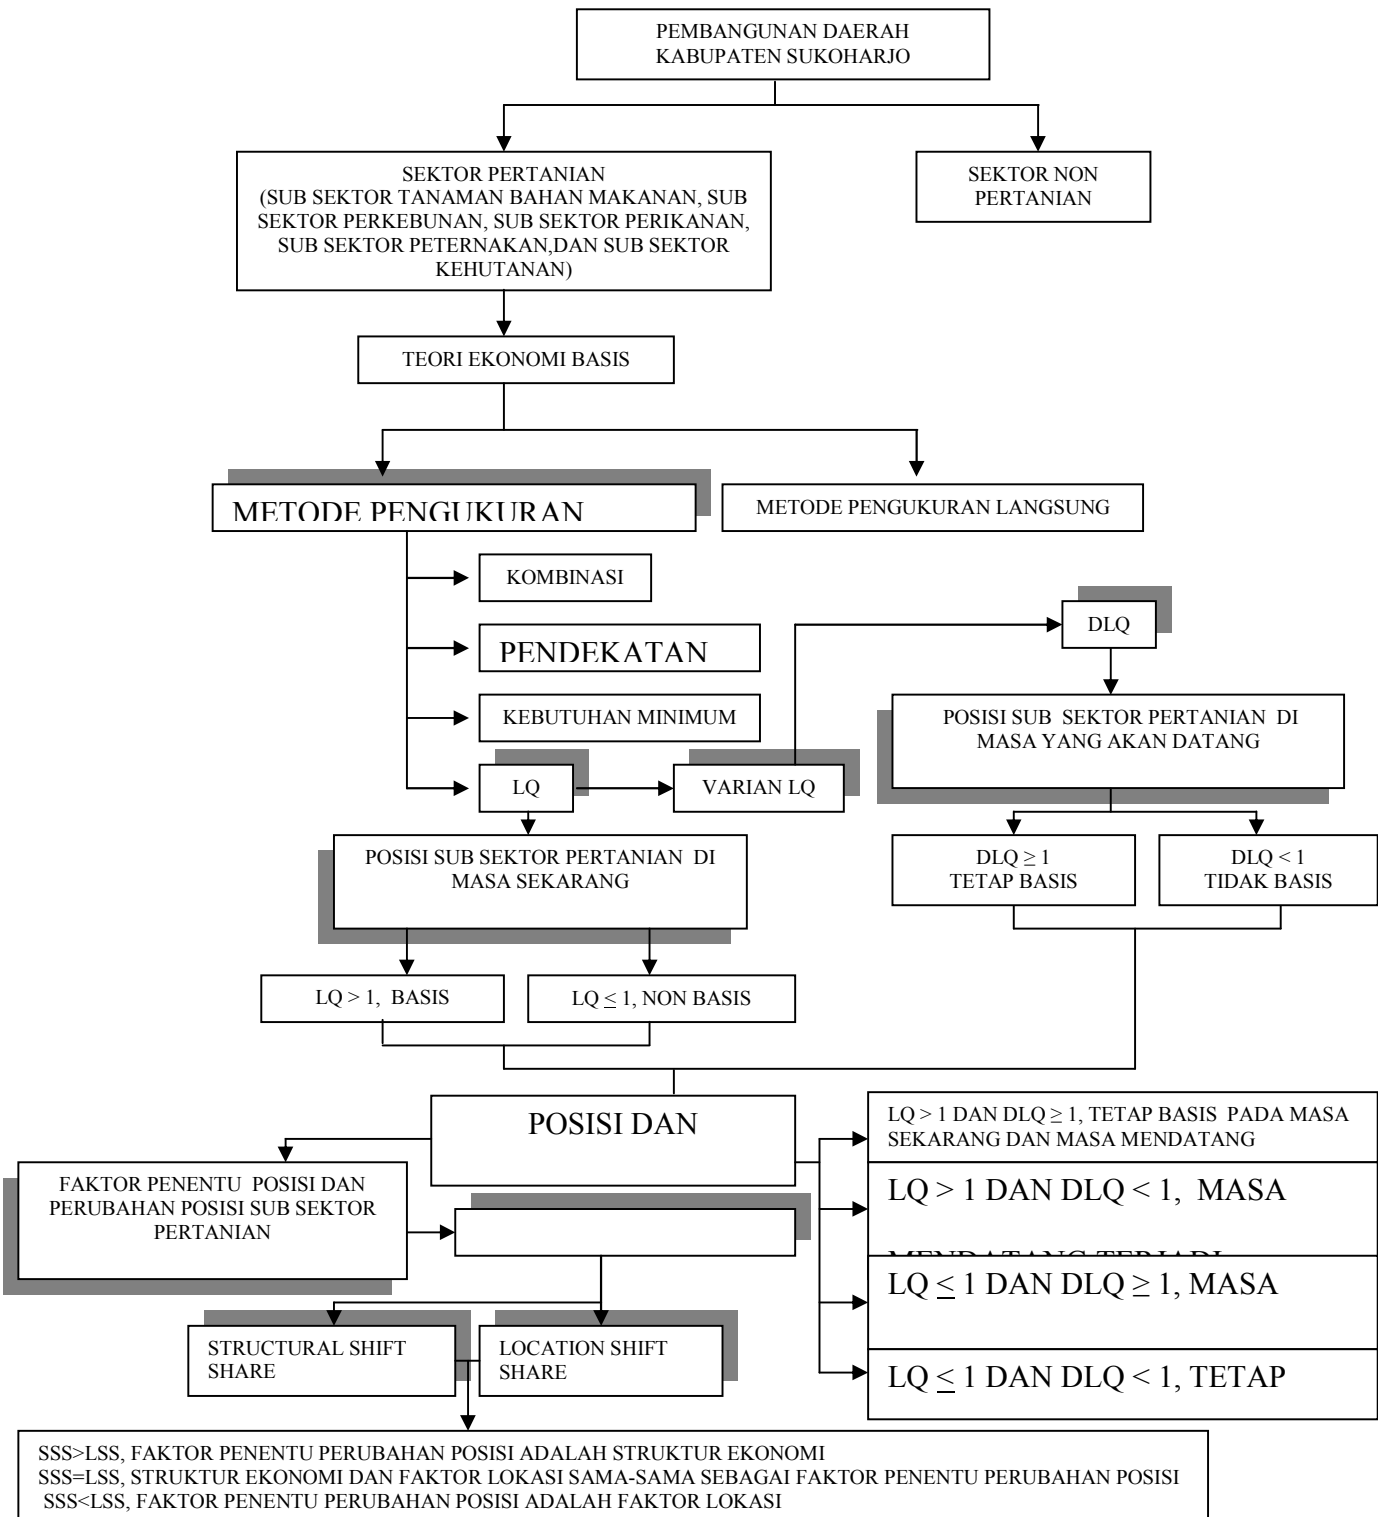 PEMBANGUNAN DAERAH
KABUPATEN SUKOHARJO
SEKTOR PERTANIAN
(SUB SEKTOR TANAMAN BAHAN MAKANAN, SUB
SEKTOR PERKEBUNAN, SUB SEKTOR PERIKANAN,
SUB SEKTOR PETERNAKAN,DAN SUB SEKTOR
KEHUTANAN)
SEKTOR NON
PERTANIAN
TEORI EKONOMI BASIS
METODE PENGUKURAN
METODE PENGUKURAN LANGSUNG
KOMBINASI
PENDEKATAN
KEBUTUHAN MINIMUM
LQ
VARIAN LQ
DLQ
POSISI SUB SEKTOR PERTANIAN DI
MASA YANG AKAN DATANG
DLQ ≥ 1
TETAP BASIS
DLQ < 1
TIDAK BASIS
POSISI SUB SEKTOR PERTANIAN DI
MASA SEKARANG
LQ > 1, BASIS
LQ ≤ 1, NON BASIS
POSISI DAN
LQ > 1 DAN DLQ ≥ 1, TETAP BASIS PADA MASA
SEKARANG DAN MASA MENDATANG
LQ > 1 DAN DLQ < 1, MASA
MENDATANG TERJADI
LQ ≤ 1 DAN DLQ ≥ 1, MASA
LQ ≤ 1 DAN DLQ < 1, TETAP
FAKTOR PENENTU POSISI DAN
PERUBAHAN POSISI SUB SEKTOR
PERTANIAN
STRUCTURAL SHIFT
SHARE
LOCATION SHIFT
SHARE
SSS>LSS, FAKTOR PENENTU PERUBAHAN POSISI ADALAH STRUKTUR EKONOMI
SSS=LSS, STRUKTUR EKONOMI DAN FAKTOR LOKASI SAMA-SAMA SEBAGAI FAKTOR PENENTU PERUBAHAN POSISI
SSS<LSS, FAKTOR PENENTU PERUBAHAN POSISI ADALAH FAKTOR LOKASI